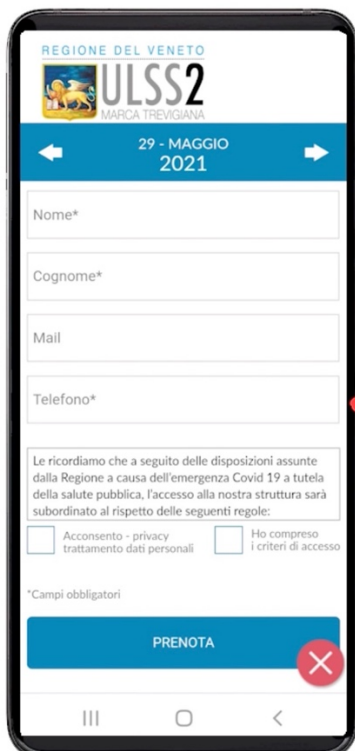 REGIONE DEL VENETO
ULSS2
MARCA TREVIGIANA
29 - MAGGIO
2021
Nome*
Cognome*
Mail
Telefono*
Le ricordiamo che a seguito delle disposizioni assunte
dalla Regione a causa dell'emergenza Covid 19 a tutela
della salute pubblica, l'accesso alla nostra struttura sarà
subordinato al rispetto delle seguenti regole:
Acconsento - privacy
trattamento dati personali
Ho compreso
i criteri di accesso
*Campi obbligatori
PRENOTA